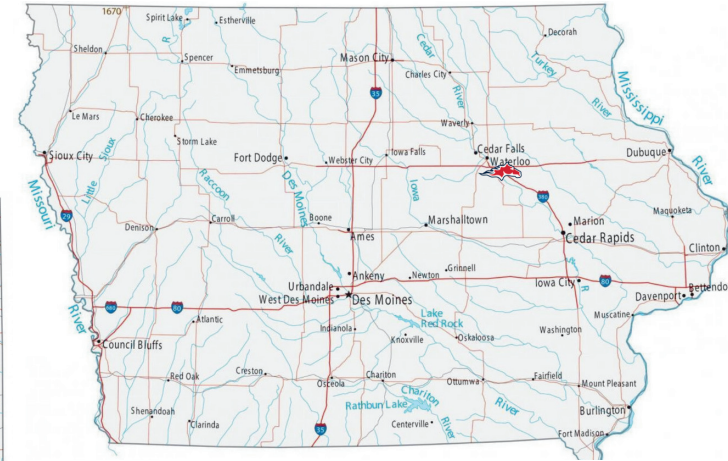 1670
Spirit Lake
Estherville
Decorah
Sheldon
R
Spencer
Emmetsburg
Mason City
Cedar
River
Charles City
Turkey
River
Mississippi
River
35
Le Mars
Cherokee
Waverly
Storm Lake
Sioux City
Little
Sioux
Fort Dodge
Webster City
Iowa Falls
Cedar Falls
Waterloo
Dubuque
Missouri
River
Raccoon
River
Des Moines
Iowa
380
29
Denison
Carroll
Boone
Ames
Marshalltown
Marion
Cedar Rapids
Maquoketa
Clinton
Ankeny
Newton
Grinnell
Iowa City
R
80
Bettendo
Davenport
Urbandale
West Des Moines
Des Moines
680
80
Atlantic
Lake
Red Rock
Muscatine
Indianola
Knoxville
Oskaloosa
Washington
Council Bluffs
Red Oak
Creston
Osceola
Chariton
Ottumwa
Fairfield
Mount Pleasant
Shenandoah
Clarinda
Chariton
River
Rathbun Lake
River
Burlington
35
Centerville
Fort Madison